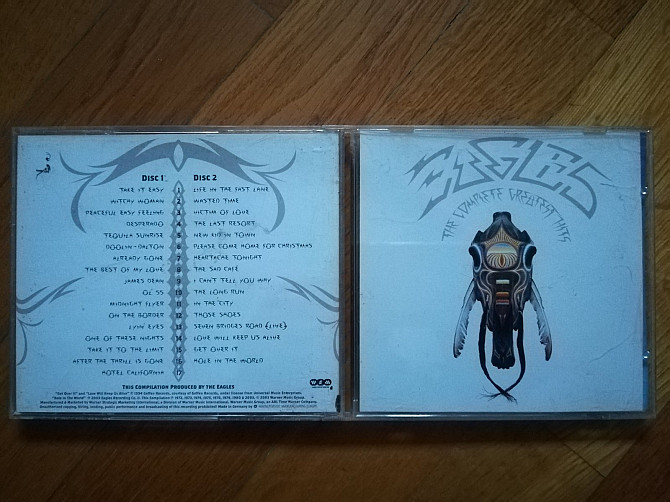 DISC 1 DISC 2
TAKE IT EASY 1 LIFE IN THE FAST LANE
WITCHY WOMAN 2 WASTED TIME
PEACEFUL EASY FEELING 3 VICTIM OF LOVE
DESPERADO 4 THE LAST RESORT
TEQUILA SUNRISE 5 NEW KID IN TOWN
DOOLIN-DALTON 6 PLEASE COME HOME FOR CHRISTMAS
ALREADY GONE 7 HEARTACHE TONIGHT
THE BEST OF MY LOVE 8 THE SAD CAFÉ
JAMES DEAN 9 I CAN'T TELL YOU WHY
OL' 55 10 THE LONG RUN
MIDNIGHT FLYER 11 IN THE CITY
ON THE BORDER 12 THOSE SHOES
LYIN' EYES 13 SEVEN BRIDGES ROAD (LIVE)
ONE OF THESE NIGHTS 14 LOVE WILL KEEP US ALIVE
TAKE IT TO THE LIMIT 15 GET OVER IT
AFTER THE THRILL IS GONE 16 HOLE IN THE WORLD
HOTEL CALIFORNIA 17
THIS COMPILATION PRODUCED BY THE EAGLES
EAGLES
THE COMPLETE GREATEST HITS